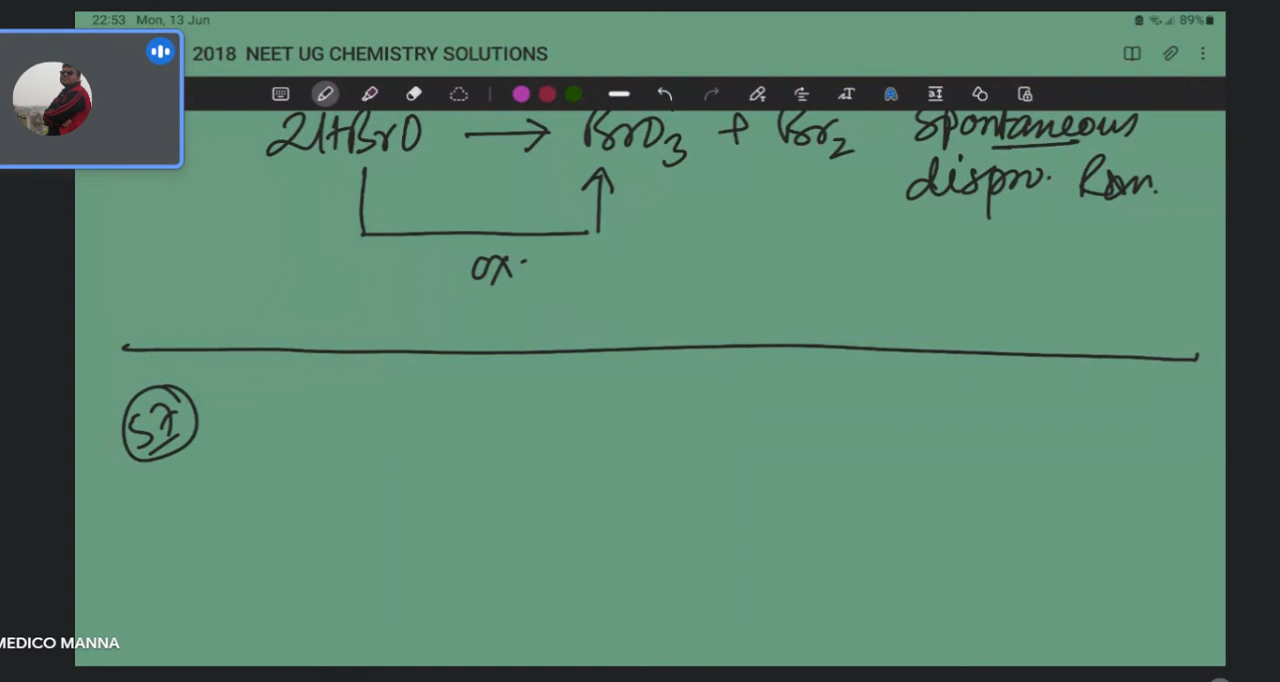 22:53 Mon, 13 Jun 89%
2018 NEET UG CHEMISTRY SOLUTIONS
2HBrO → BrO3 + Br2 Spontaneous
dispro. Rxn.
ox.
57
MEDICO MANNA